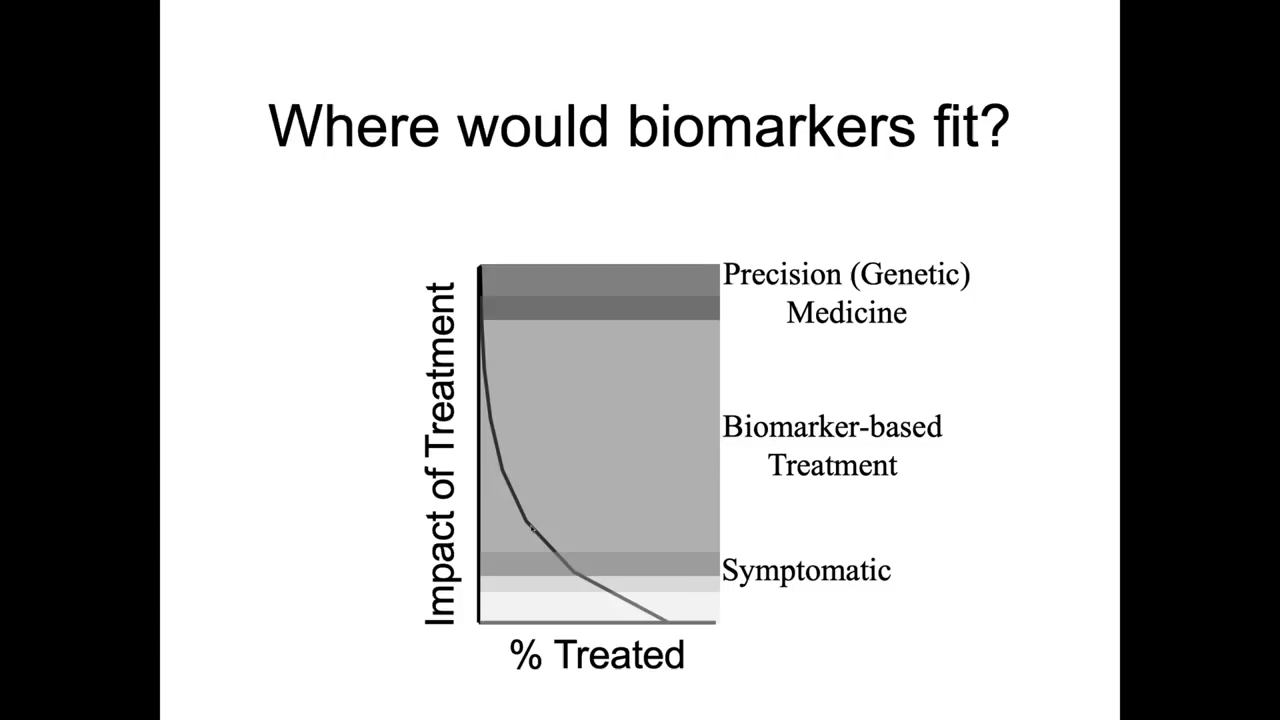 Where would biomarkers fit?
Impact of Treatment
Precision (Genetic)
Medicine
Biomarker-based
Treatment
Symptomatic
% Treated